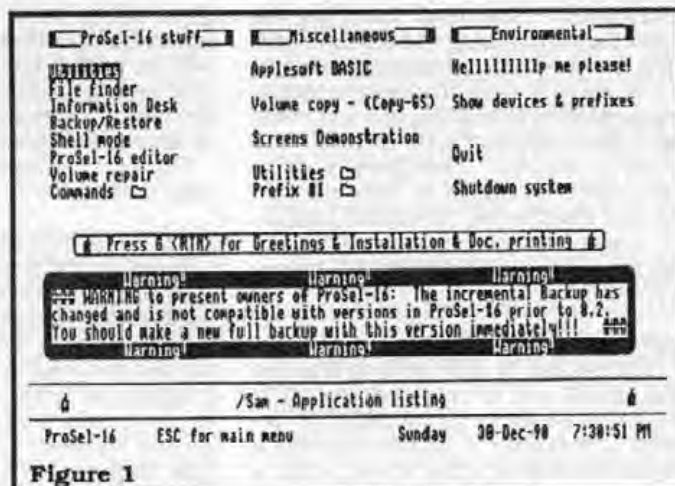 ProSel-16 stuff Miscellaneous Environmental
Utilities Applesoft BASIC Hellllllllllp me please!
File finder
Information Desk Volume copy - (Copy-GS) Show devices & prefixes
Backup/Restore
Shell mode Screens Demonstration
ProSel-16 editor Quit
Volume repair Utilities
Commands Prefix #1 Shutdown system
Press G <RTN> for Greetings & Installation & Doc. printing
Warning! Warning! Warning!
WARNING to present owners of ProSel-16: The incremental Backup has
changed and is not compatible with versions in ProSel-16 prior to 8.2.
You should make a new full backup with this version immediately!!!
Warning! Warning! Warning!
/Sam - Application listing
ProSel-16 ESC for main menu Sunday 30-Dec-90 7:30:51 PM
Figure 1